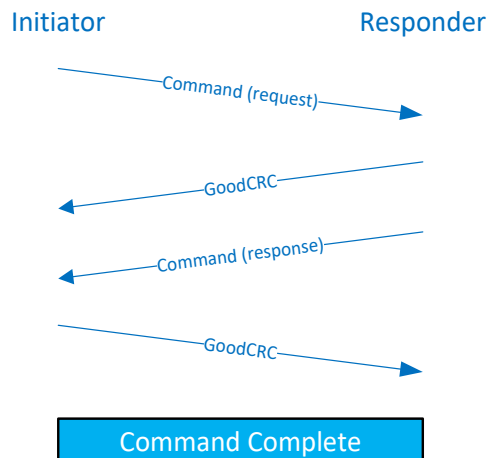 Initiator
Responder
Command (request)
GoodCRC
Command (response)
GoodCRC
Command Complete